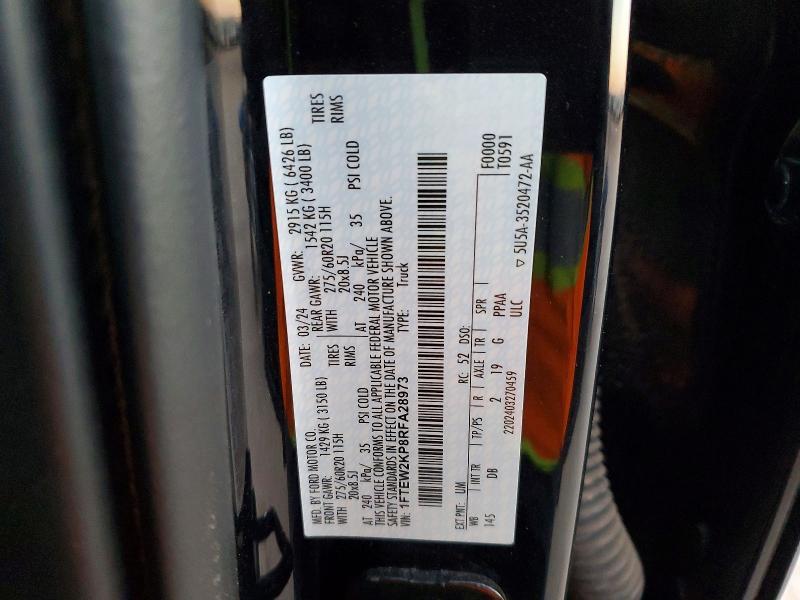 MFD. BY FORD MOTOR CO.
DATE: 03/24 GVWR: 2915 KG ( 6426 LB)
FRONT GAWR: 1429 KG ( 3150 LB) REAR GAWR: 1542 KG ( 3400 LB)
WITH 275/60R20 115H TIRES WITH 275/60R20 115H TIRES
20x8.5J RIMS 20x8.5J RIMS
AT 240 kPa/ 35 PSI COLD AT 240 kPa/ 35 PSI COLD
THIS VEHICLE CONFORMS TO ALL APPLICABLE FEDERAL MOTOR VEHICLE
SAFETY STANDARDS IN EFFECT ON THE DATE OF MANUFACTURE SHOWN ABOVE.
VIN: 1FTEW2KP8RFA28973 TYPE: Truck
F0000
T0591
EXT PNT: UM RC: 52 DSO:
WB INT TR TP/PS R AXLE TR SPR
145 DB 2 19 G PPAA
2202403270459 ULC
▽ 5U5A-3520472-AA